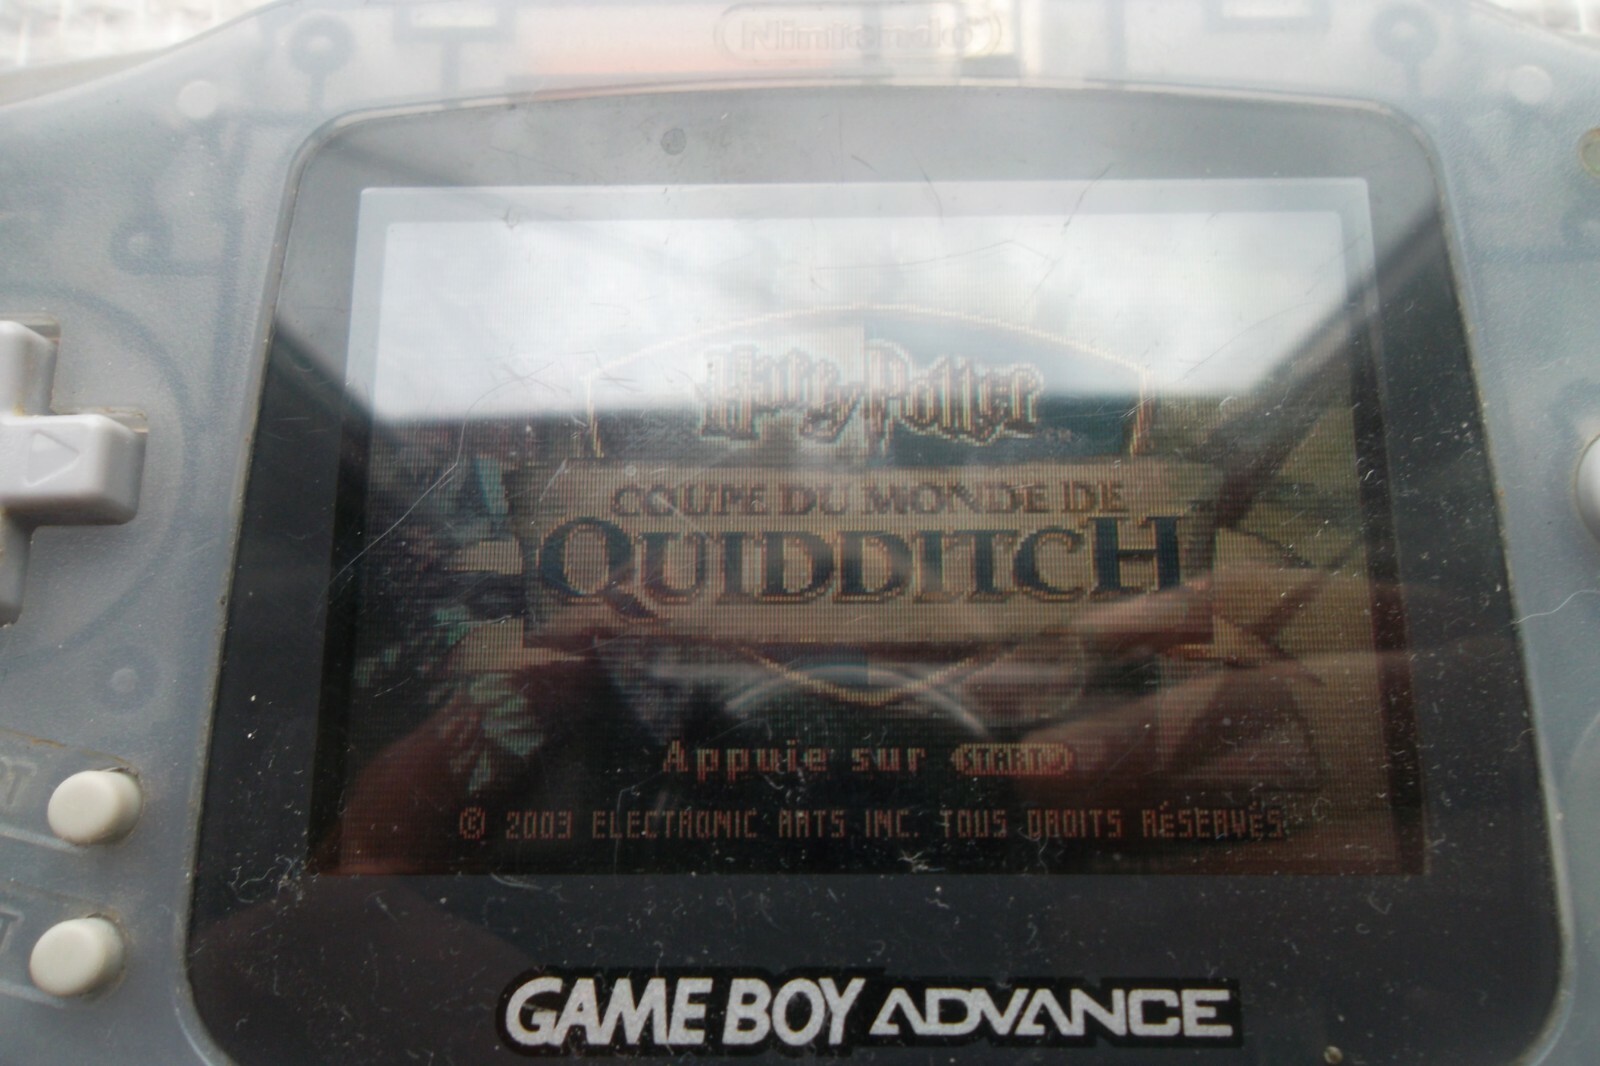 Nintendo
Harry Potter
COUPE DU MONDE DE
QUIDDITCH
Appuie sur START
© 2003 ELECTRONIC ARTS INC. TOUS DROITS RÉSERVÉS.
GAME BOY ADVANCE